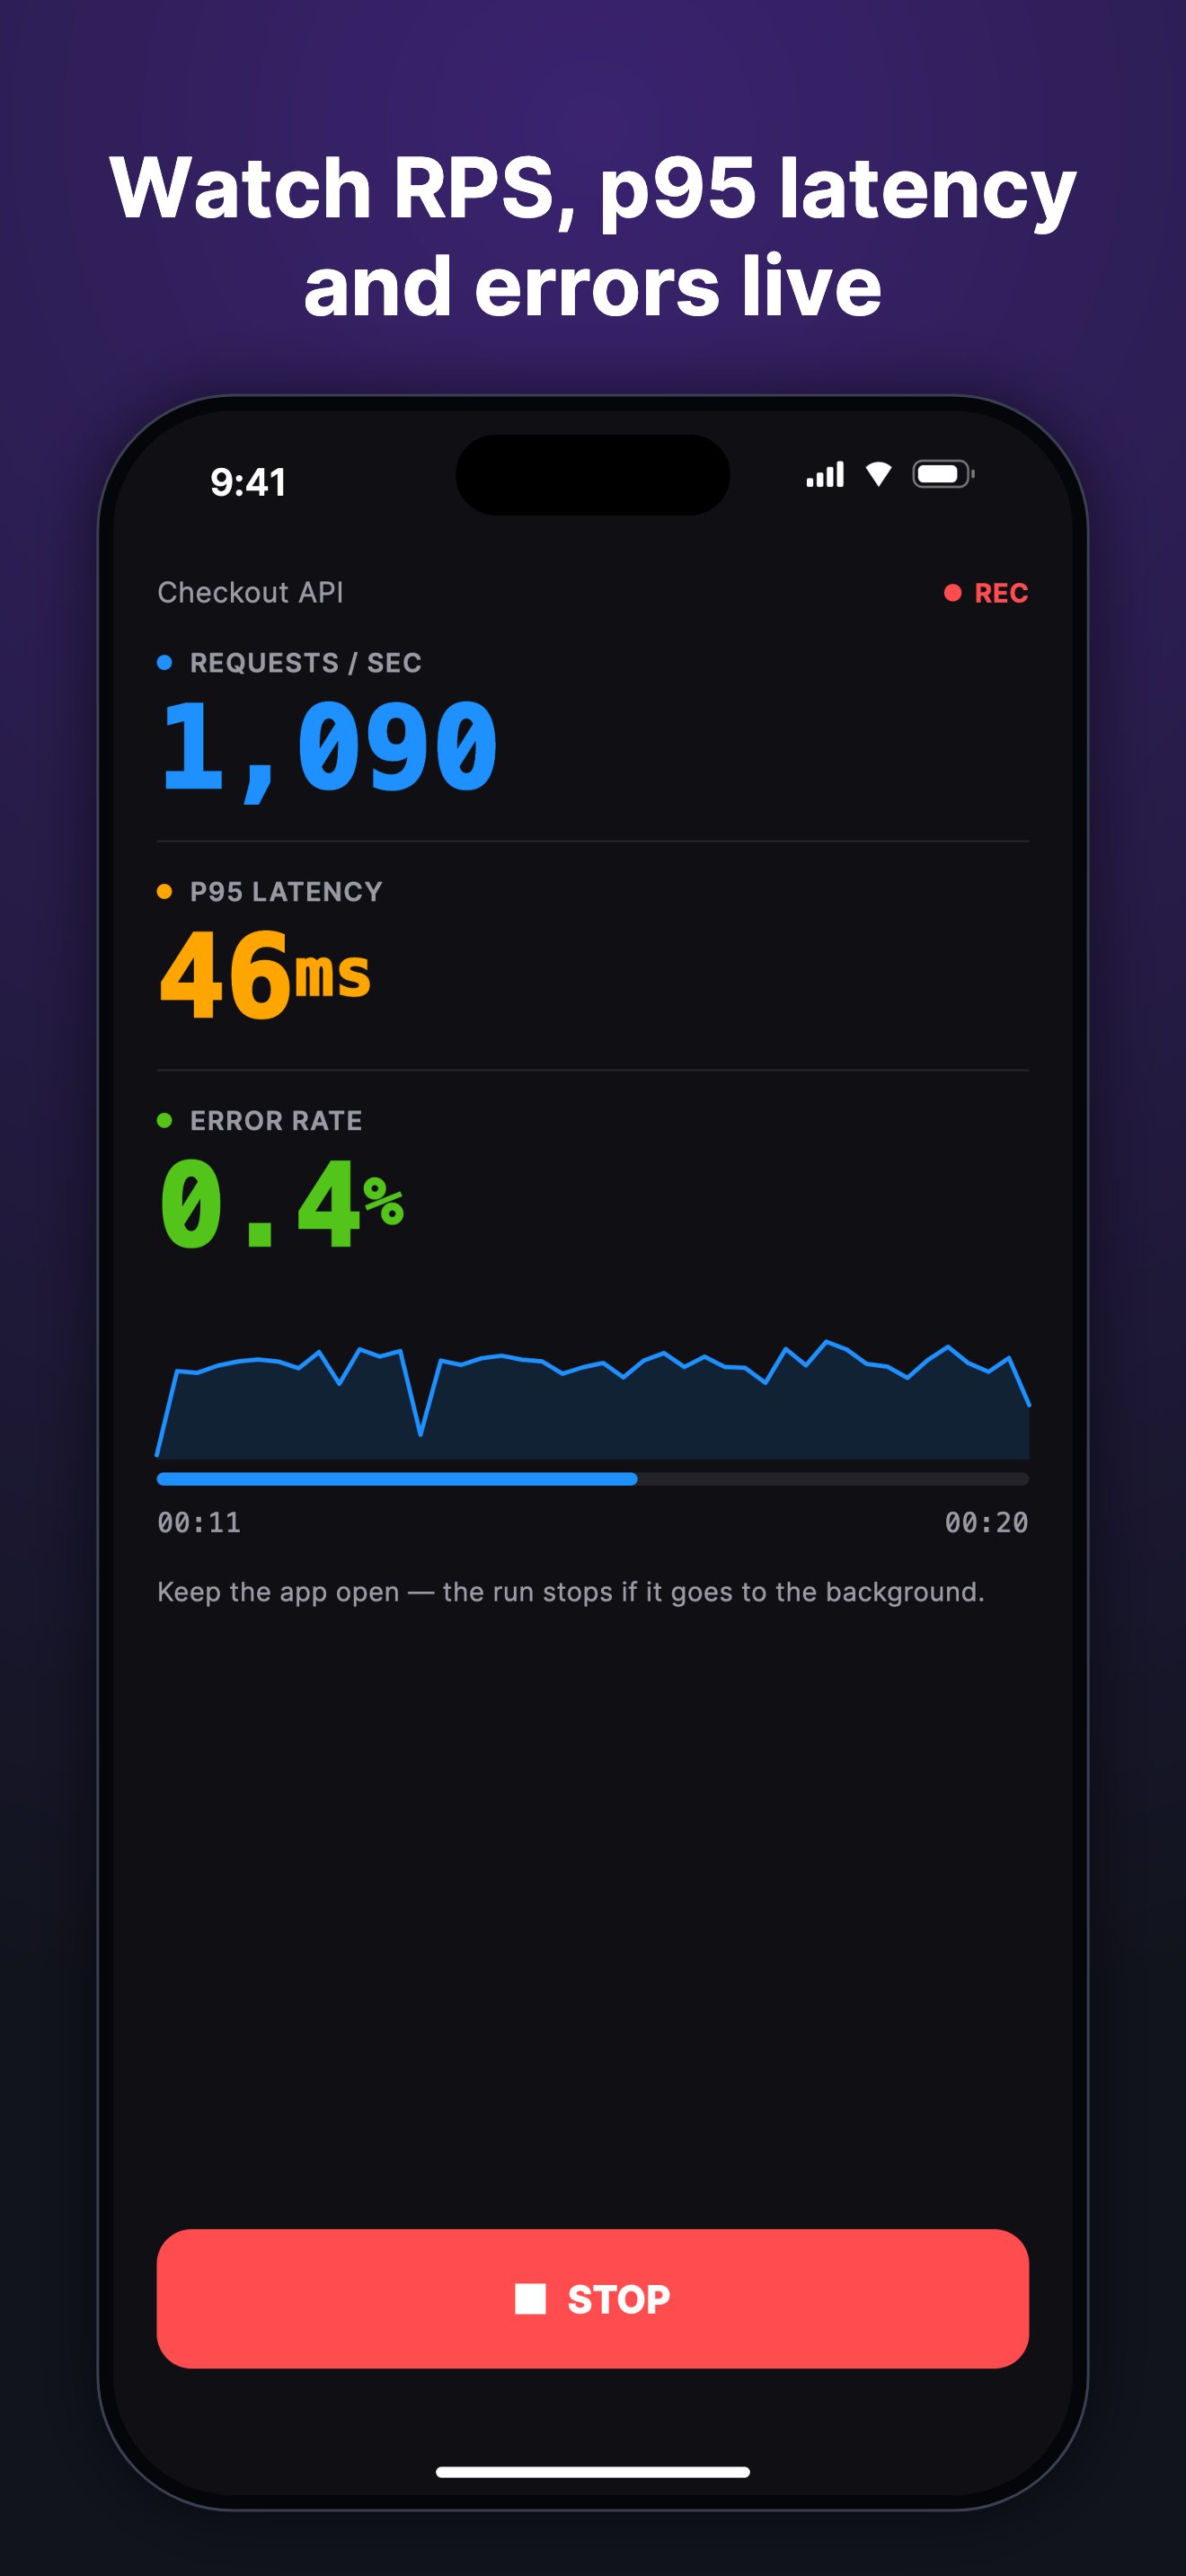 Watch RPS, p95 latency
and errors live
9:41
Checkout API
REC
REQUESTS / SEC
1,090
P95 LATENCY
46ms
ERROR RATE
0.4%
00:11
00:20
Keep the app open — the run stops if it goes to the background.
STOP